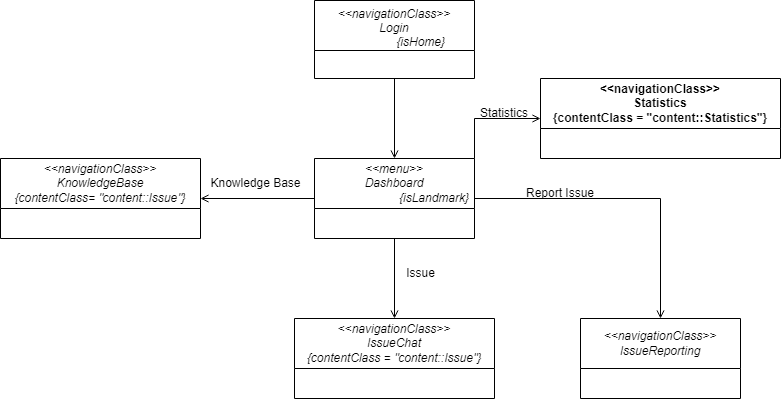 <<navigationClass>>
Login
{isHome}
<<navigationClass>>
Statistics
{contentClass = "content::Statistics"}
Statistics
<<navigationClass>>
KnowledgeBase
{contentClass= "content::Issue"}
Knowledge Base
<<menu>>
Dashboard
{isLandmark}
Report Issue
Issue
<<navigationClass>>
IssueChat
{contentClass = "content::Issue"}
<<navigationClass>>
IssueReporting